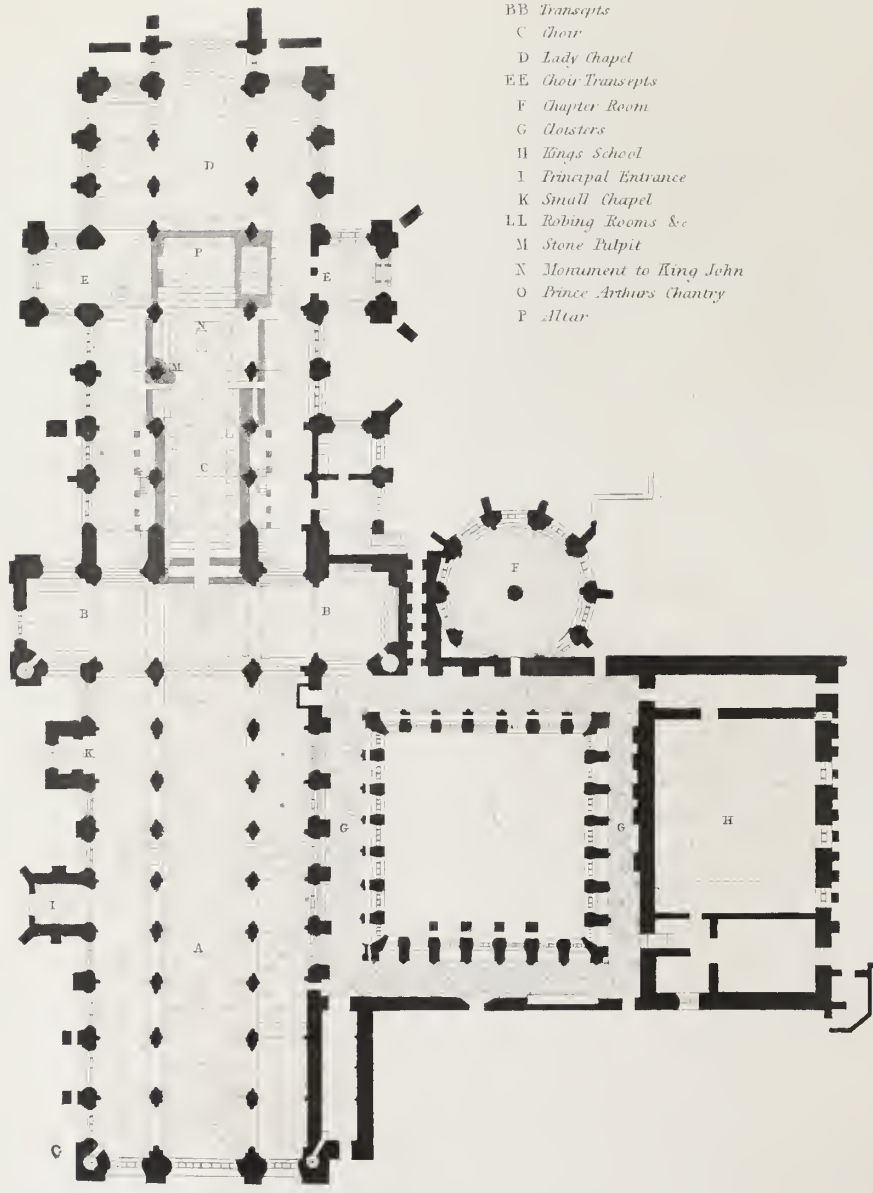 BB Transepts
C Choir
D Lady Chapel
EE Choir Transepts
F Chapter Room
G Cloisters
H Kings School
I Principal Entrance
K Small Chapel
LL Robing Rooms &c
M Stone Pulpit
N Monument to King John
O Prince Arthurs Chantry
P Altar
D
P
E
E
N
M
C
F
B
B
K
G
G
H
I
A